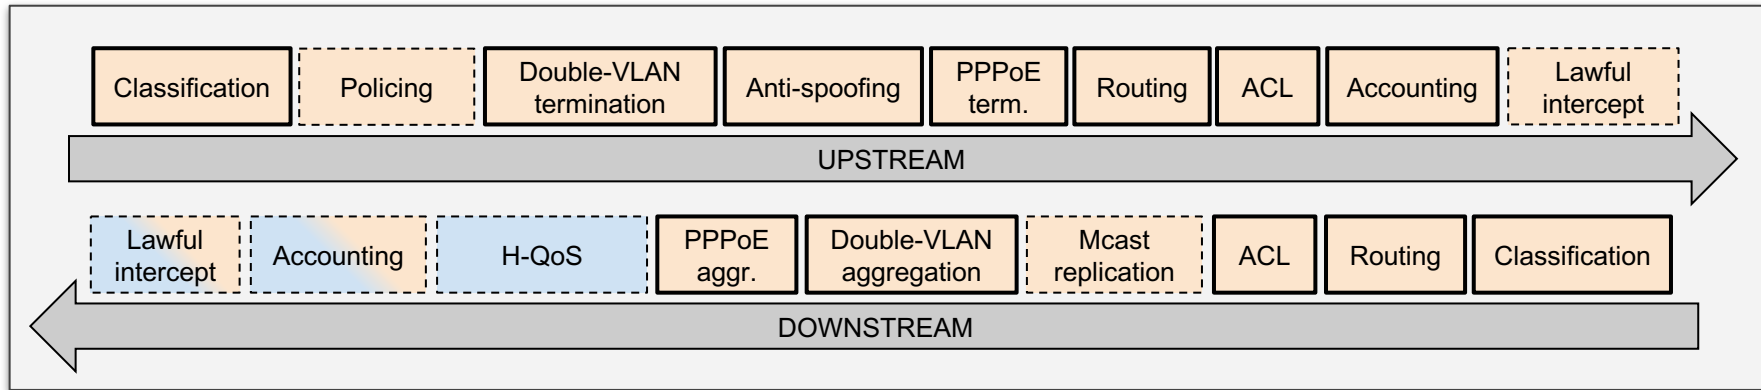 Classification
Policing
Double-VLAN
termination
Anti-spoofing
PPPoE
term.
Routing
ACL
Accounting
Lawful
intercept
UPSTREAM
Lawful
intercept
Accounting
H-QoS
PPPoE
aggr.
Double-VLAN
aggregation
Mcast
replication
ACL
Routing
Classification
DOWNSTREAM